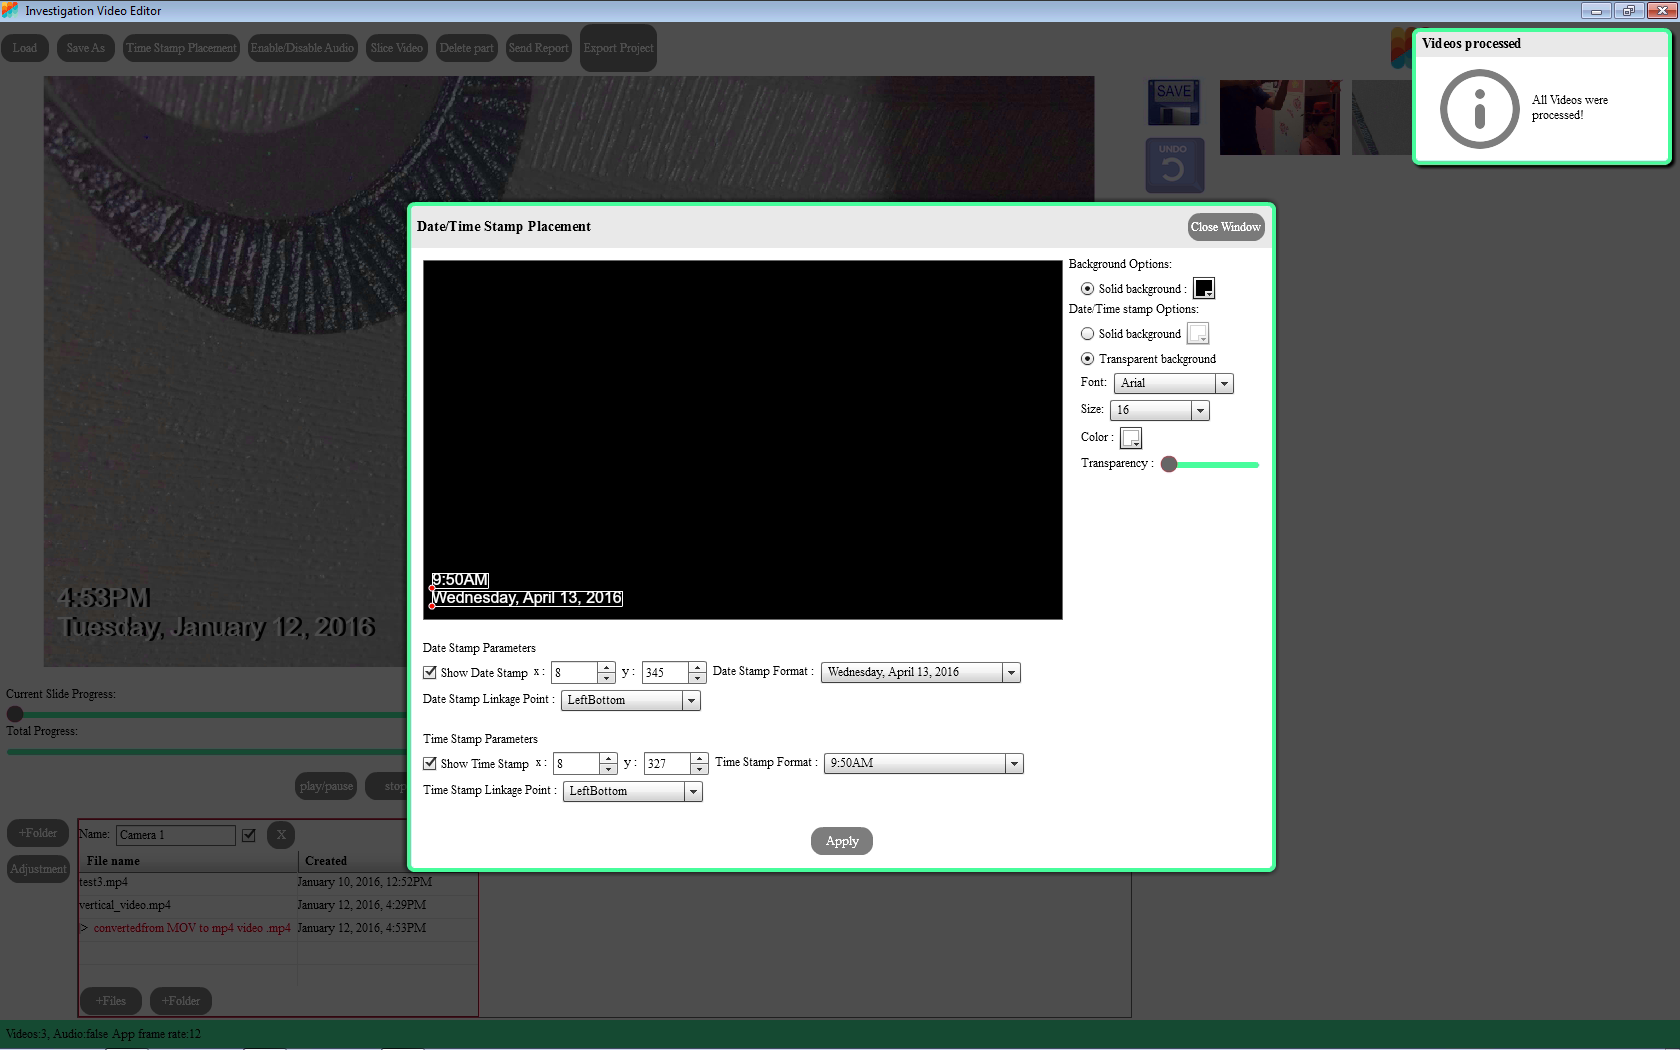 Investigation Video Editor
Load
Save As
Time Stamp Placement
Enable/Disable Audio
Slice Video
Delete part
Send Report
Export Project
Videos processed
All Videos were
processed!
SAVE
UNDO
4:53PM
Tuesday, January 12, 2016
Date/Time Stamp Placement
Close Window
9:50AM
Wednesday, April 13, 2016
Background Options:
Solid background :
Date/Time stamp Options:
Solid background
Transparent background
Font: Arial
Size: 16
Color :
Transparency :
Date Stamp Parameters
Show Date Stamp x : 8 y : 345 Date Stamp Format : Wednesday, April 13, 2016
Date Stamp Linkage Point : LeftBottom
Time Stamp Parameters
Show Time Stamp x : 8 y : 327 Time Stamp Format : 9:50AM
Time Stamp Linkage Point : LeftBottom
Apply
Current Slide Progress:
Total Progress:
play/pause
stop
+Folder
Adjustment
Name: Camera 1 X
File name Created
test3.mp4 January 10, 2016, 12:52PM
vertical_video.mp4 January 12, 2016, 4:29PM
> convertedfrom MOV to mp4 video .mp4 January 12, 2016, 4:53PM
+Files +Folder
Videos:3, Audio:false App frame rate:12